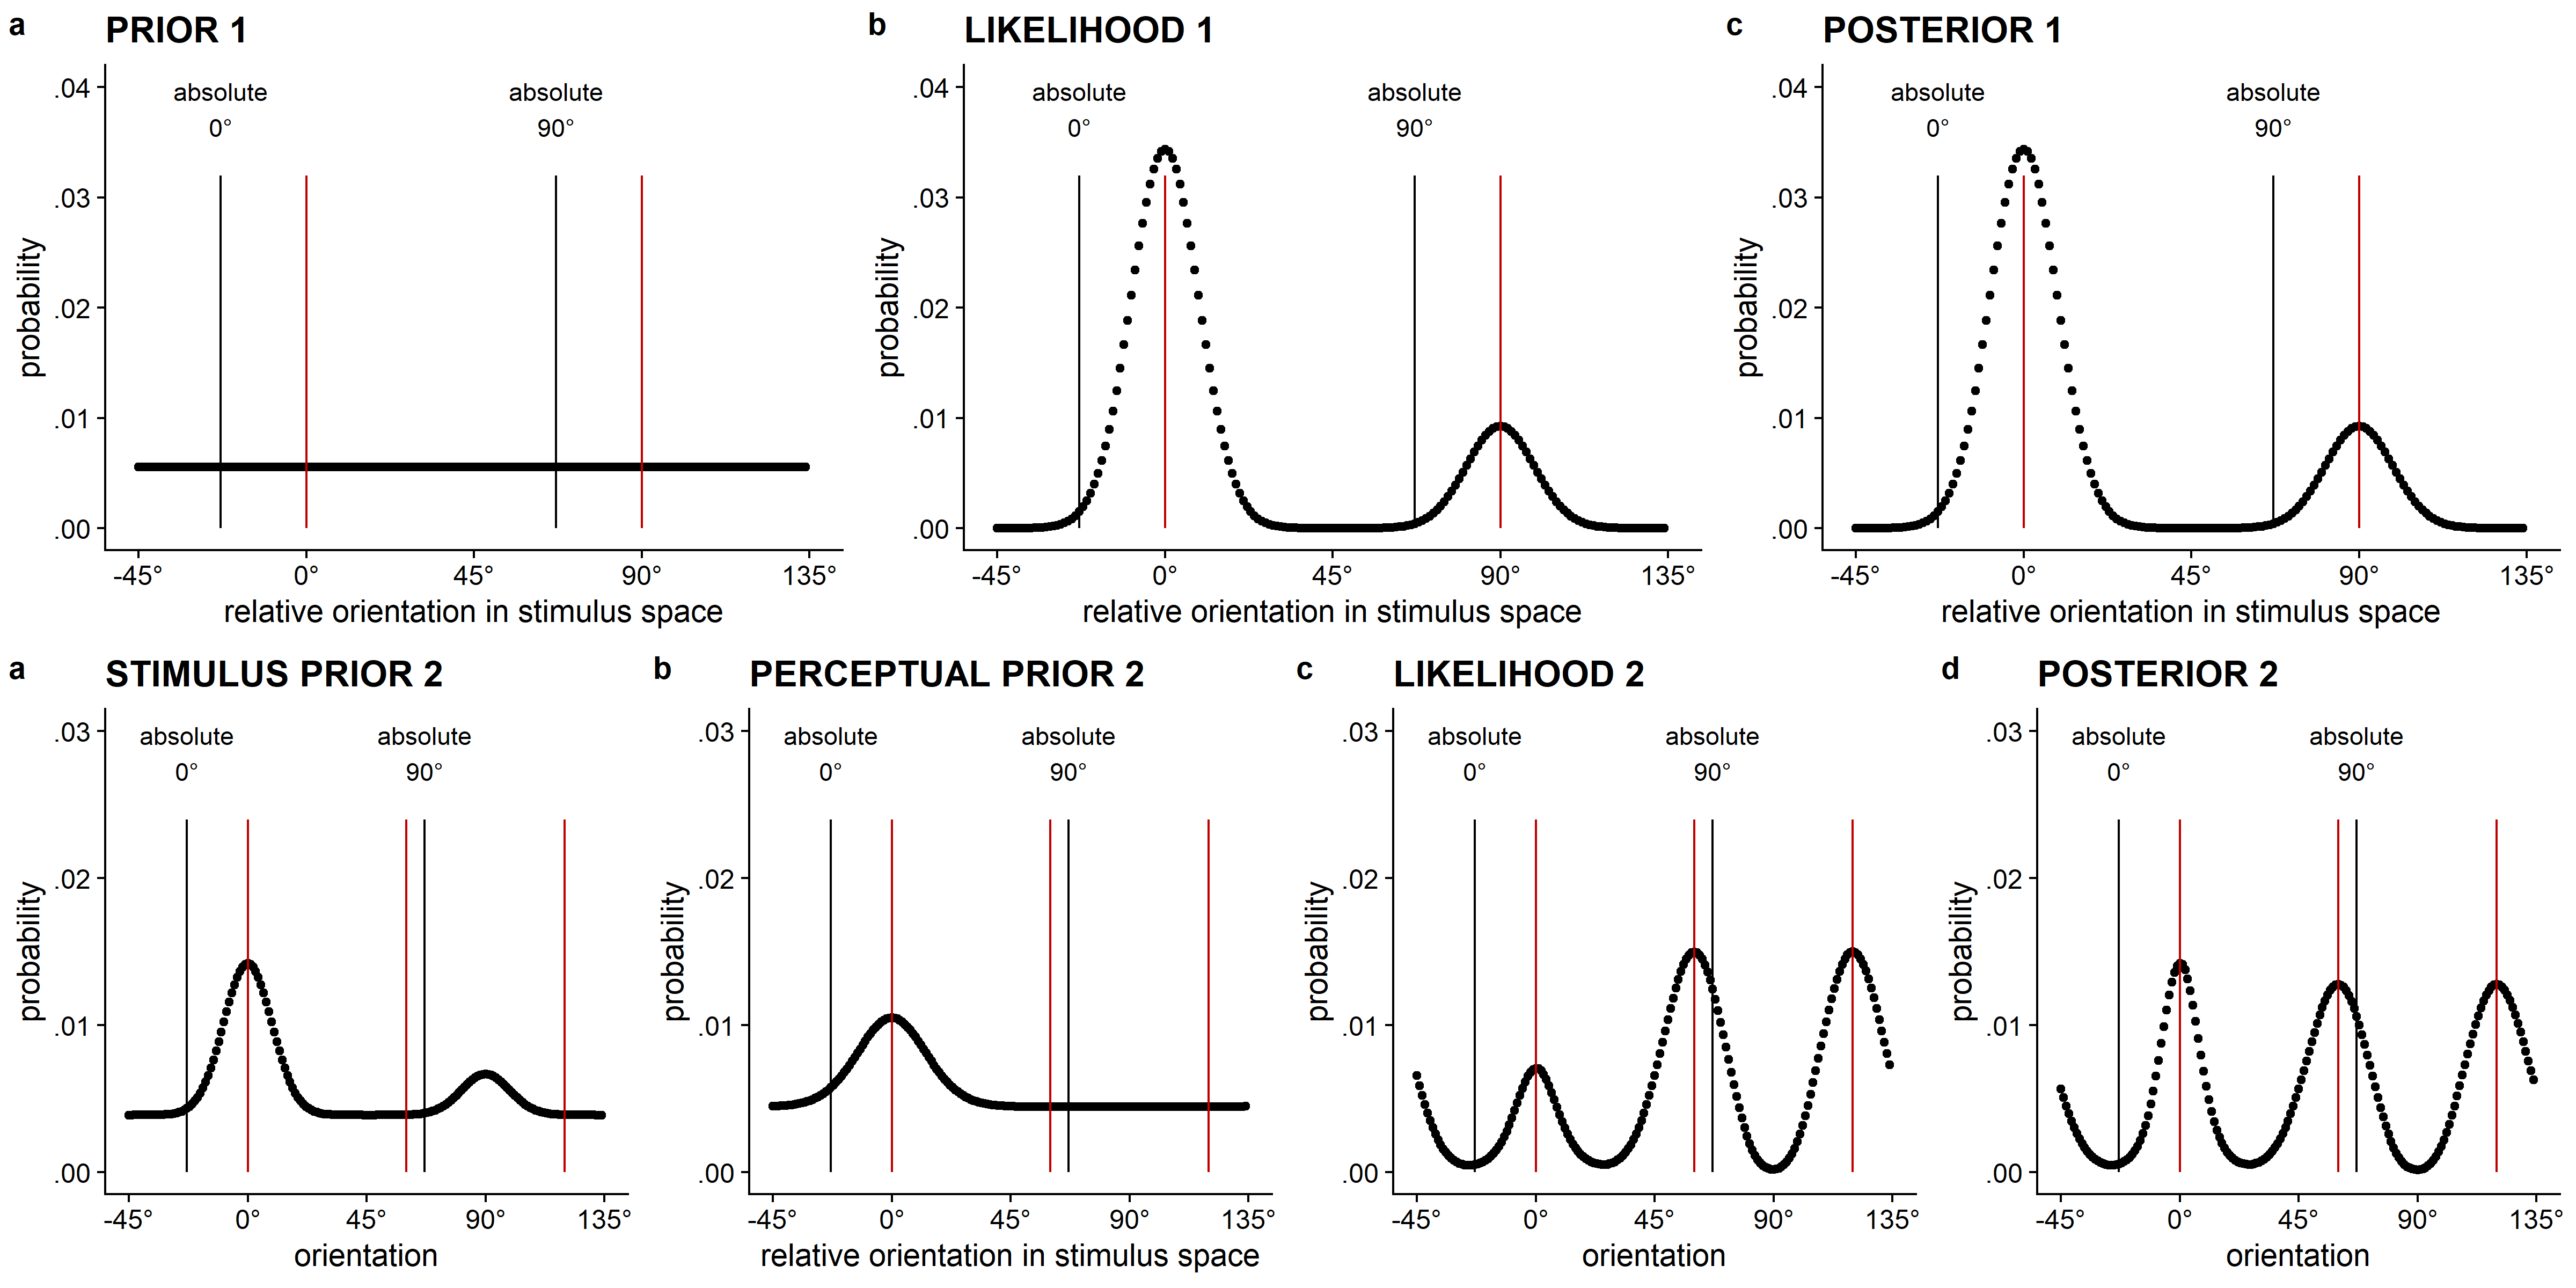 a PRIOR 1
absolute 0°
absolute 90°
.04
.03
.02
.01
.00
probability
-45° 0° 45° 90° 135°
relative orientation in stimulus space
b LIKELIHOOD 1
absolute 0°
absolute 90°
.04
.03
.02
.01
.00
probability
-45° 0° 45° 90° 135°
relative orientation in stimulus space
c POSTERIOR 1
absolute 0°
absolute 90°
.04
.03
.02
.01
.00
probability
-45° 0° 45° 90° 135°
relative orientation in stimulus space
a STIMULUS PRIOR 2
absolute 0°
absolute 90°
.03
.02
.01
.00
probability
-45° 0° 45° 90° 135°
orientation
b PERCEPTUAL PRIOR 2
absolute 0°
absolute 90°
.03
.02
.01
.00
probability
-45° 0° 45° 90° 135°
relative orientation in stimulus space
c LIKELIHOOD 2
absolute 0°
absolute 90°
.03
.02
.01
.00
probability
-45° 0° 45° 90° 135°
orientation
d POSTERIOR 2
absolute 0°
absolute 90°
.03
.02
.01
.00
probability
-45° 0° 45° 90° 135°
orientation